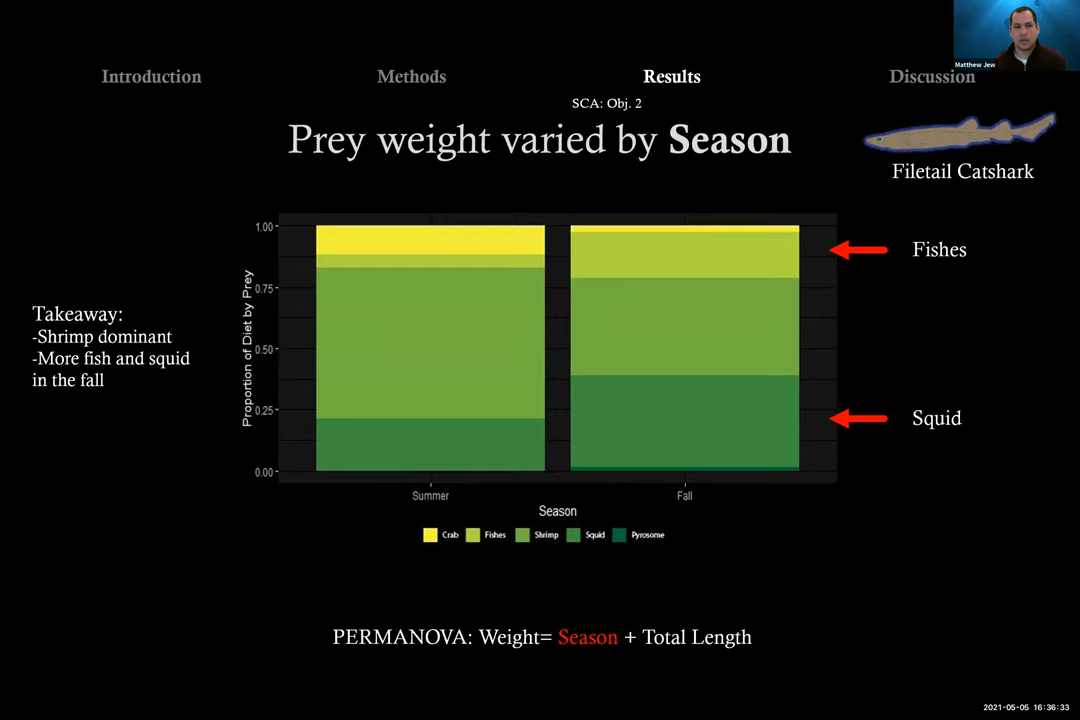 Matthew Jew
Introduction
Methods
Results
Discussion
SCA: Obj. 2
Prey weight varied by Season
Filetail Catshark
Takeaway:
-Shrimp dominant
-More fish and squid
in the fall
Proportion of Diet by Prey
1.00
0.75
0.50
0.25
0.00
Fishes
Squid
Summer
Fall
Season
Crab
Fishes
Shrimp
Squid
Pyrosome
PERMANOVA: Weight= Season + Total Length
2021-05-05 16:36:33